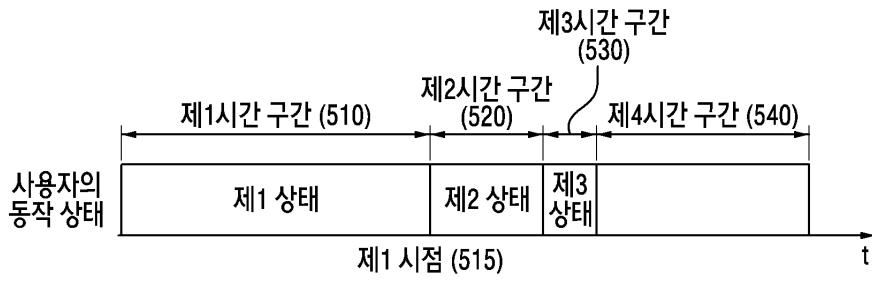 제3시간 구간
(530)
제2시간 구간
(520)
제1시간 구간 (510)
제4시간 구간 (540)
사용자의
동작 상태
제1 상태
제2 상태
제3
상태
제1 시점 (515)
t